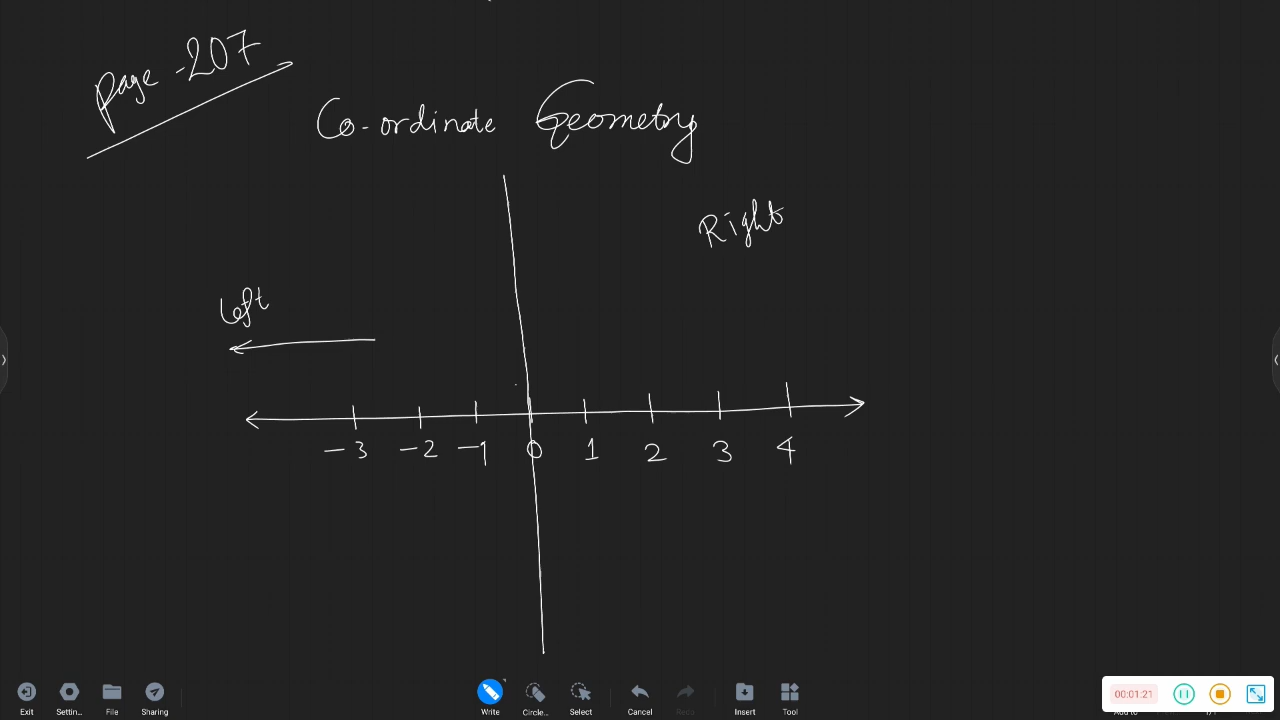 Page - 207
Co-ordinate Geometry
Right
Left
-3 -2 -1 0 1 2 3 4
Exit Settin... File Sharing Write Circle... Select Cancel Redo Insert Tool
00:01:21